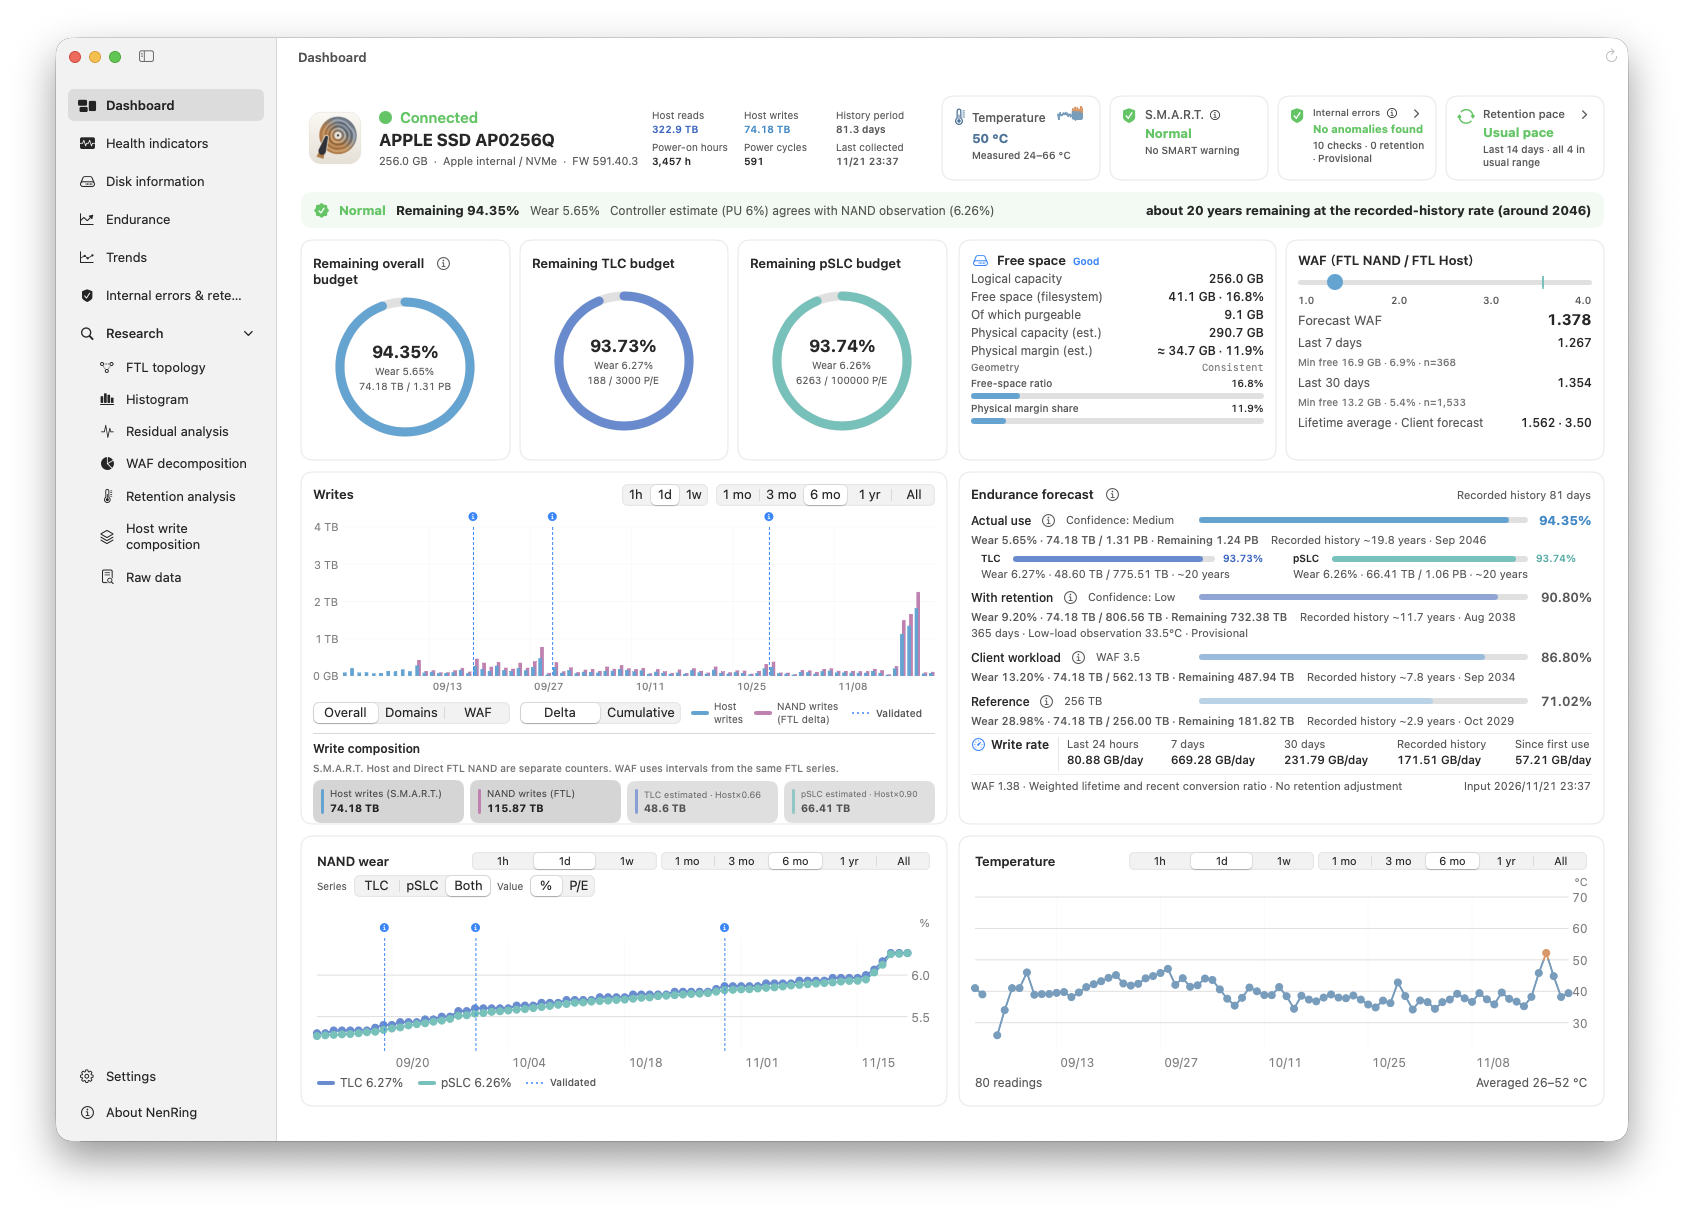 Dashboard
Dashboard
Health indicators
Disk information
Endurance
Trends
Internal errors & rete...
Research
FTL topology
Histogram
Residual analysis
WAF decomposition
Retention analysis
Host write
composition
Raw data
Settings
About NenRing
Connected
APPLE SSD AP0256Q
256.0 GB · Apple internal / NVMe · FW 591.40.3
Host reads
322.9 TB
Power-on hours
3,457 h
Host writes
74.18 TB
Power cycles
591
History period
81.3 days
Last collected
11/21 23:37
Temperature
50 °C
Measured 24–66 °C
S.M.A.R.T.
Normal
No SMART warning
Internal errors
No anomalies found
10 checks · 0 retention
· Provisional
Retention pace
Usual pace
Last 14 days · all 4 in
usual range
Normal Remaining 94.35% Wear 5.65% Controller estimate (PU 6%) agrees with NAND observation (6.26%)
about 20 years remaining at the recorded-history rate (around 2046)
Remaining overall
budget
94.35%
Wear 5.65%
74.18 TB / 1.31 PB
Remaining TLC budget
93.73%
Wear 6.27%
188 / 3000 P/E
Remaining pSLC budget
93.74%
Wear 6.26%
6263 / 100000 P/E
Free space Good
Logical capacity 256.0 GB
Free space (filesystem) 41.1 GB · 16.8%
Of which purgeable 9.1 GB
Physical capacity (est.) 290.7 GB
Physical margin (est.) ≈ 34.7 GB · 11.9%
Geometry Consistent
Free-space ratio 16.8%
Physical margin share 11.9%
WAF (FTL NAND / FTL Host)
1.0 2.0 3.0 4.0
Forecast WAF 1.378
Last 7 days 1.267
Min free 16.9 GB · 6.9% · n=368
Last 30 days 1.354
Min free 13.2 GB · 5.4% · n=1,533
Lifetime average · Client forecast 1.562 · 3.50
Writes
1h 1d 1w
1 mo 3 mo 6 mo 1 yr All
4 TB
3 TB
2 TB
1 TB
0 GB
09/13 09/27 10/11 10/25 11/08
Overall Domains WAF
Delta Cumulative
Host
writes
NAND writes
(FTL delta)
Validated
Write composition
S.M.A.R.T. Host and Direct FTL NAND are separate counters. WAF uses intervals from the same FTL series.
Host writes (S.M.A.R.T.)
74.18 TB
NAND writes (FTL)
115.87 TB
TLC estimated · Host×0.66
48.6 TB
pSLC estimated · Host×0.90
66.41 TB
Endurance forecast
Recorded history 81 days
Actual use Confidence: Medium 94.35%
Wear 5.65% · 74.18 TB / 1.31 PB · Remaining 1.24 PB Recorded history ~19.8 years · Sep 2046
TLC 93.73% pSLC 93.74%
Wear 6.27% · 48.60 TB / 775.51 TB · ~20 years Wear 6.26% · 66.41 TB / 1.06 PB · ~20 years
With retention Confidence: Low 90.80%
Wear 9.20% · 74.18 TB / 806.56 TB · Remaining 732.38 TB Recorded history ~11.7 years · Aug 2038
365 days · Low-load observation 33.5°C · Provisional
Client workload WAF 3.5 86.80%
Wear 13.20% · 74.18 TB / 562.13 TB · Remaining 487.94 TB Recorded history ~7.8 years · Sep 2034
Reference 256 TB 71.02%
Wear 28.98% · 74.18 TB / 256.00 TB · Remaining 181.82 TB Recorded history ~2.9 years · Oct 2029
Write rate
Last 24 hours
80.88 GB/day
7 days
669.28 GB/day
30 days
231.79 GB/day
Recorded history
171.51 GB/day
Since first use
57.21 GB/day
WAF 1.38 · Weighted lifetime and recent conversion ratio · No retention adjustment Input 2026/11/21 23:37
NAND wear
1h 1d 1w
1 mo 3 mo 6 mo 1 yr All
Series TLC pSLC Both Value % P/E
%
6.0
5.5
09/20 10/04 10/18 11/01 11/15
TLC 6.27% pSLC 6.26% Validated
Temperature
1h 1d 1w
1 mo 3 mo 6 mo 1 yr All
°C
70
60
50
40
30
09/13 09/27 10/11 10/25 11/08
80 readings Averaged 26–52 °C